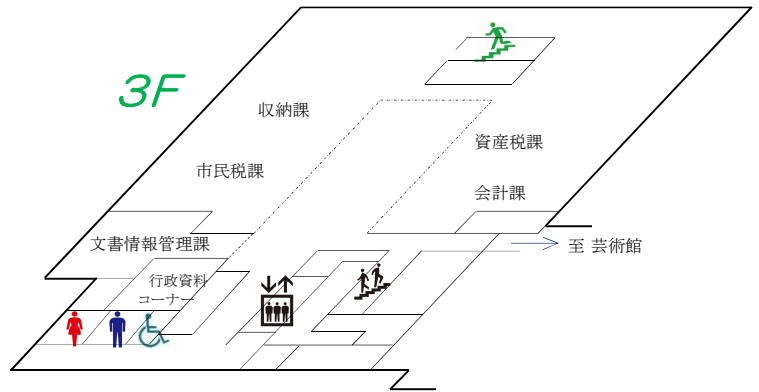 3F
収納課
資産税課
市民税課
会計課
文書情報管理課
至 芸術館
行政資料
コーナー